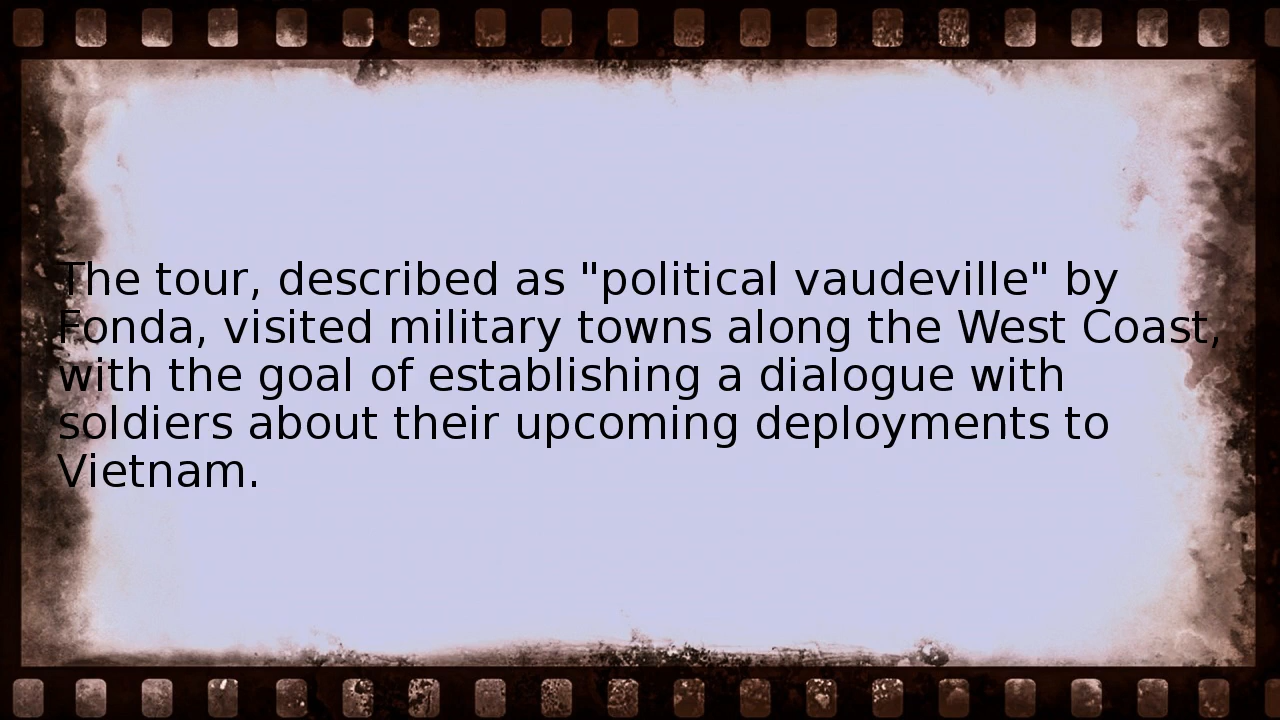 The tour, described as "political vaudeville" by
Fonda, visited military towns along the West Coast,
with the goal of establishing a dialogue with
soldiers about their upcoming deployments to
Vietnam.